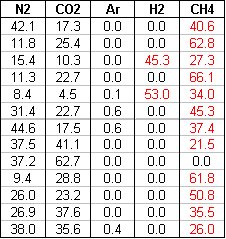 N2 CO2 Ar H2 CH4
42.1 17.3 0.0 0.0 40.6
11.8 25.4 0.0 0.0 62.8
15.4 10.3 0.0 45.3 27.3
11.3 22.7 0.0 0.0 66.1
8.4 4.5 0.1 53.0 34.0
31.4 22.7 0.6 0.0 45.3
44.6 17.5 0.6 0.0 37.4
37.5 41.1 0.0 0.0 21.5
37.2 62.7 0.0 0.0 0.0
9.4 28.8 0.0 0.0 61.8
26.0 23.2 0.0 0.0 50.8
26.9 37.6 0.0 0.0 35.5
38.0 35.6 0.4 0.0 26.0